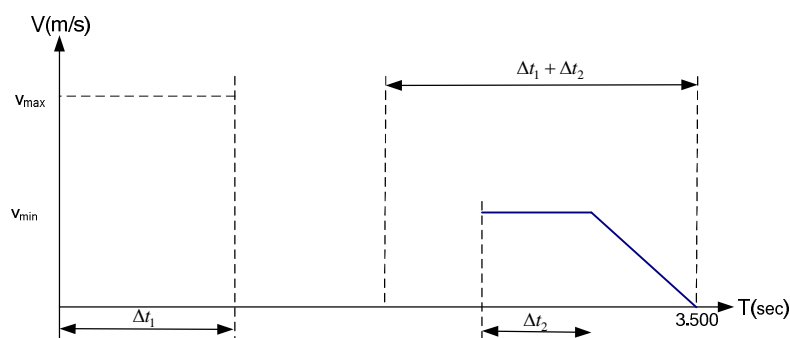 V(m/s)
Δt₁ + Δt₂
vmax
vmin
T(sec)
3.500
Δt₁
Δt₂